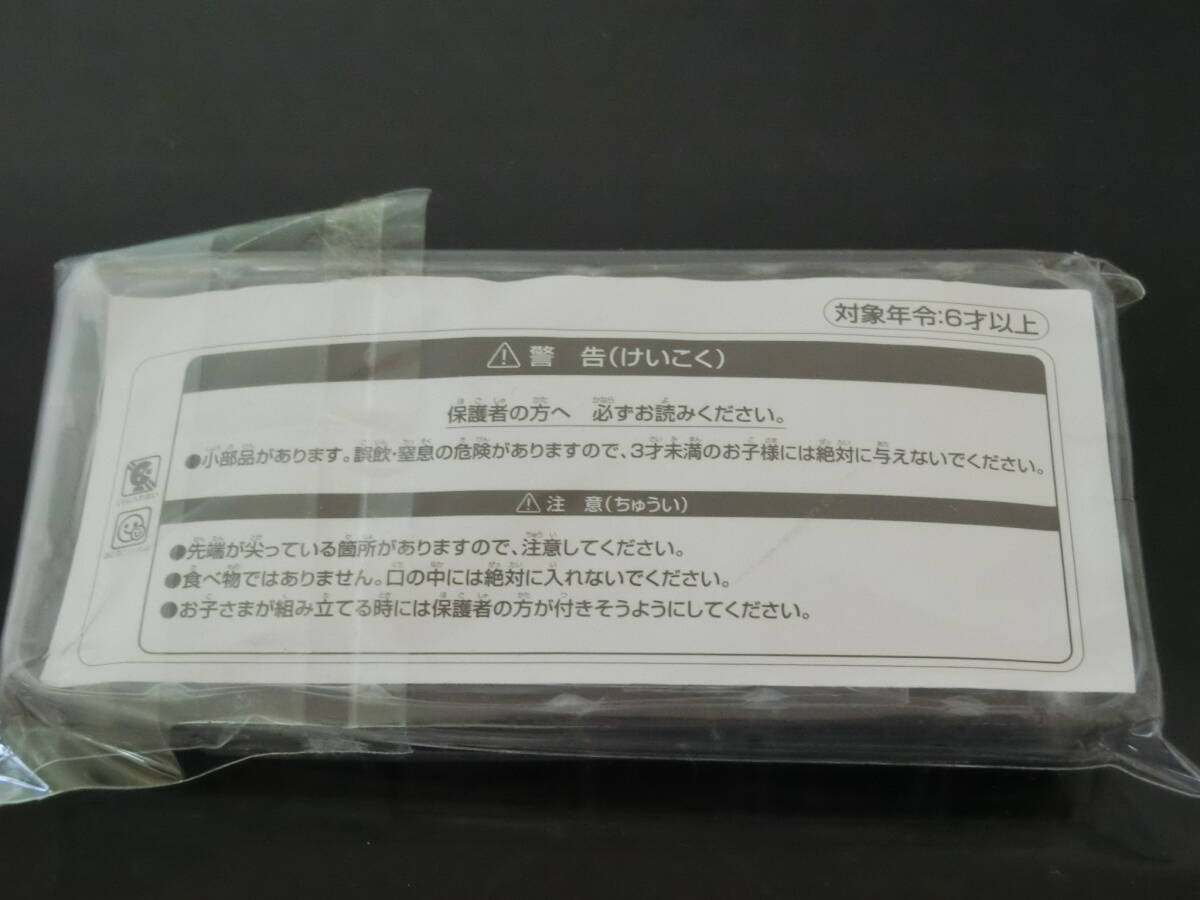 対象年令:6才以上
⚠警　告(けいこく)
保護者の方へ　必ずお読みください。
●小部品があります。誤飲・窒息の危険がありますので、3才未満のお子様には絶対に与えないでください。
⚠注　意(ちゅうい)
●先端が尖っている箇所がありますので、注意してください。
●食べ物ではありません。口の中には絶対に入れないでください。
●お子さまが組み立てる時には保護者の方が付きそうようにしてください。